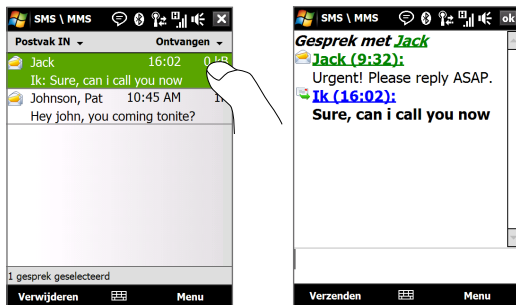 SMS \ MMS
Postvak IN Ontvangen
Jack 16:02 0 kB
Ik: Sure, can i call you now
Johnson, Pat 10:45 AM
Hey john, you coming tonite?
1 gesprek geselecteerd
Verwijderen Menu
SMS \ MMS ok
Gesprek met Jack
Jack (9:32):
Urgent! Please reply ASAP.
Ik (16:02):
Sure, can i call you now
Verzenden Menu